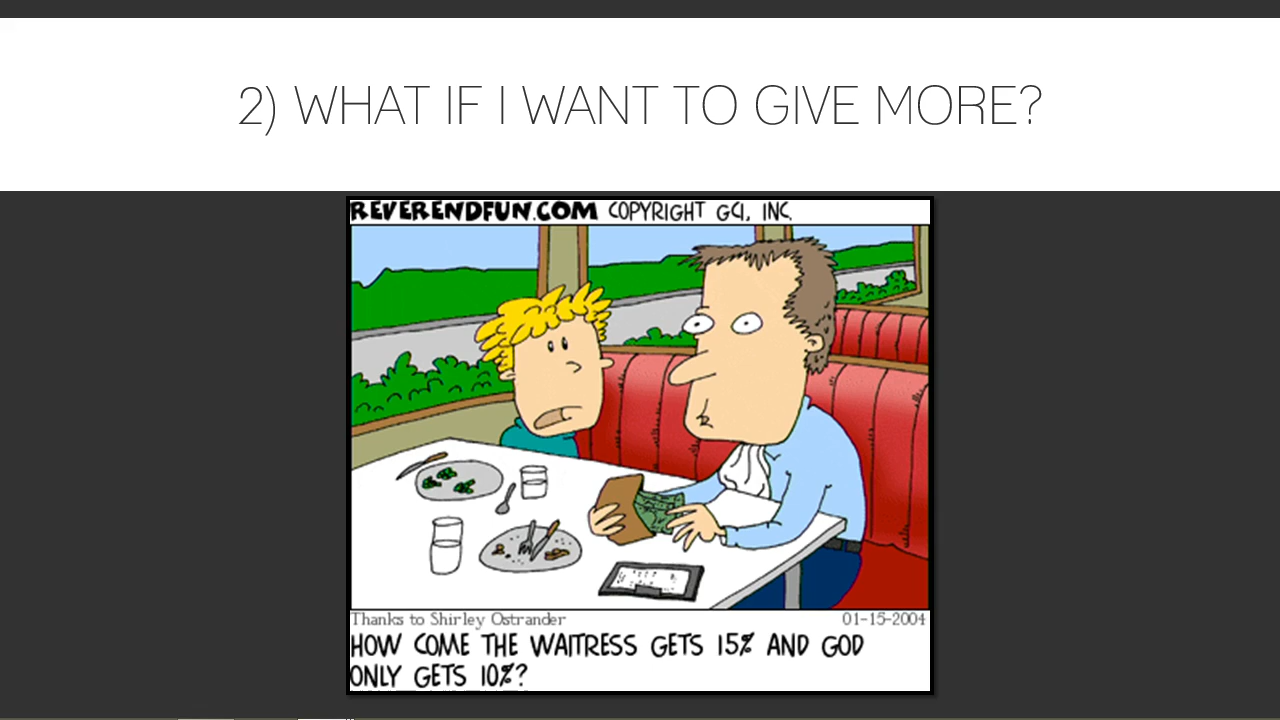 2) WHAT IF I WANT TO GIVE MORE?
REVERENDFUN.COM COPYRIGHT GCI, INC.
Thanks to Shirley Ostrander 01-15-2004
HOW COME THE WAITRESS GETS 15% AND GOD
ONLY GETS 10%?